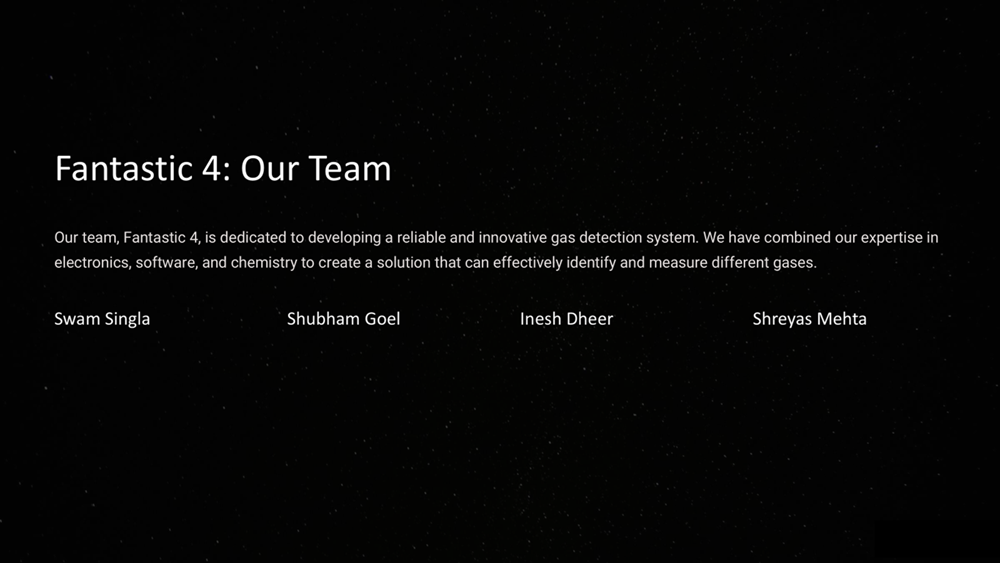 Fantastic 4: Our Team
Our team, Fantastic 4, is dedicated to developing a reliable and innovative gas detection system. We have combined our expertise in
electronics, software, and chemistry to create a solution that can effectively identify and measure different gases.
Swam Singla
Shubham Goel
Inesh Dheer
Shreyas Mehta